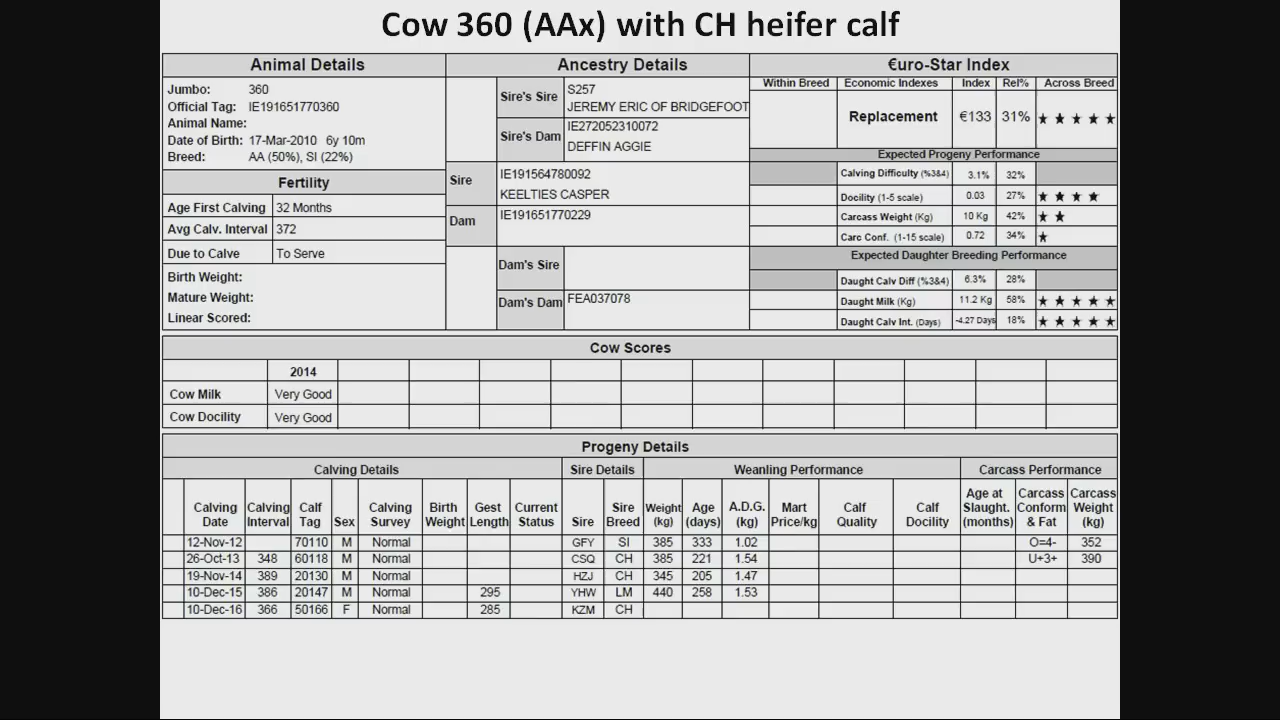 Cow 360 (AAx) with CH heifer calf
Animal Details
Jumbo: 360
Official Tag: IE191651770360
Animal Name:
Date of Birth: 17-Mar-2010 6y 10m
Breed: AA (50%), SI (22%)
Fertility
Age First Calving 32 Months
Avg Calv. Interval 372
Due to Calve To Serve
Birth Weight:
Mature Weight:
Linear Scored:
Ancestry Details
Sire's Sire S257
JEREMY ERIC OF BRIDGEFOOT
Sire's Dam IE272052310072
DEFFIN AGGIE
Sire IE191564780092
KEELTIES CASPER
Dam IE191651770229
Dam's Sire
Dam's Dam FEA037078
€uro-Star Index
Within Breed Economic Indexes Index Rel% Across Breed
Replacement €133 31% ★ ★ ★ ★ ★
Expected Progeny Performance
Calving Difficulty (%3&4) 3.1% 32%
Docility (1-5 scale) 0.03 27% ★ ★ ★ ★
Carcass Weight (Kg) 10 Kg 42% ★ ★
Carc Conf. (1-15 scale) 0.72 34% ★
Expected Daughter Breeding Performance
Daught Calv Diff (%3&4) 6.3% 28%
Daught Milk (Kg) 11.2 Kg 58% ★ ★ ★ ★ ★
Daught Calv Int. (Days) -4.27 Days 18% ★ ★ ★ ★ ★
Cow Scores
2014
Cow Milk Very Good
Cow Docility Very Good
Progeny Details
Calving Details Sire Details Weanling Performance Carcass Performance
Calving Date Calving Interval Calf Tag Sex Calving Survey Birth Weight Gest Length Current Status Sire Sire Breed Weight (kg) Age (days) A.D.G. (kg) Mart Price/kg Calf Quality Calf Docility Age at Slaught. (months) Carcass Conform & Fat Carcass Weight (kg)
12-Nov-12 70110 M Normal GFY SI 385 333 1.02 O=4- 352
26-Oct-13 348 60118 M Normal CSQ CH 385 221 1.54 U+3+ 390
19-Nov-14 389 20130 M Normal HZJ CH 345 205 1.47
10-Dec-15 386 20147 M Normal 295 YHW LM 440 258 1.53
10-Dec-16 366 50166 F Normal 285 KZM CH